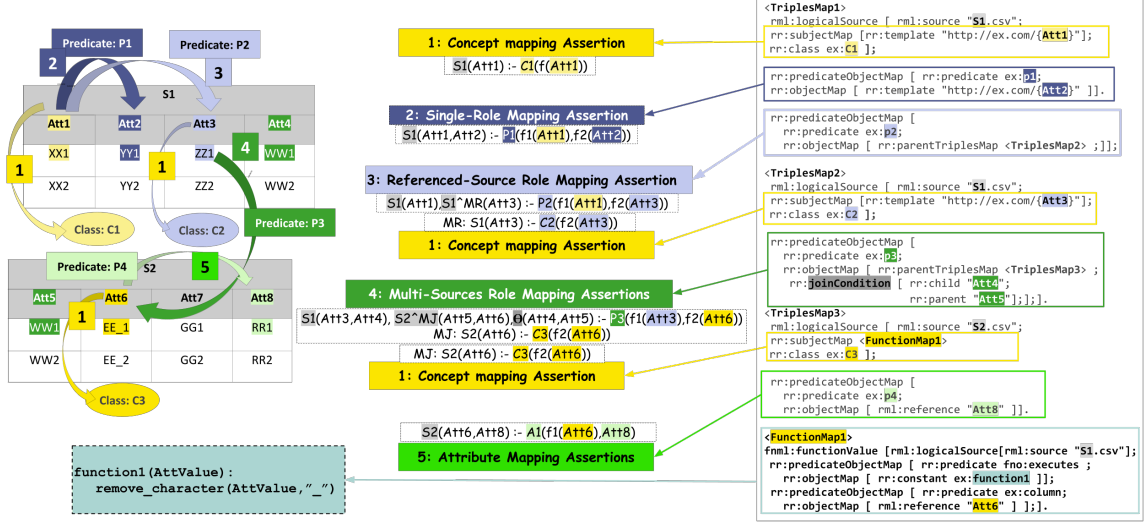 Predicate: P1
Predicate: P2
2
3
S1
Att1 Att2 Att3 Att4
XX1 YY1 ZZ1 WW1
XX2 YY2 ZZ2 WW2
1
1
4
Class: C1
Class: C2
Predicate: P3
Predicate: P4
S2
5
Att5 Att6 Att7 Att8
WW1 EE_1 GG1 RR1
WW2 EE_2 GG2 RR2
1
Class: C3
function1(AttValue):
remove_character(AttValue,”_”)
1: Concept mapping Assertion
S1(Att1) :- C1(f(Att1))
2: Single-Role Mapping Assertion
S1(Att1,Att2) :- P1(f1(Att1),f2(Att2))
3: Referenced-Source Role Mapping Assertion
S1(Att1),S1^MR(Att3) :- P2(f1(Att1),f2(Att3))
MR: S1(Att3) :- C2(f2(Att3))
1: Concept mapping Assertion
4: Multi-Sources Role Mapping Assertions
S1(Att3,Att4), S2^MJ(Att5,Att6),Θ(Att4,Att5) :- P3(f1(Att3),f2(Att6))
MJ: S2(Att6) :- C3(f2(Att6))
MJ: S2(Att6) :- C3(f2(Att6))
1: Concept mapping Assertion
S2(Att6,Att8) :- A1(f1(Att6),Att8)
5: Attribute Mapping Assertions
<TriplesMap1>
rml:logicalSource [ rml:source "S1.csv";
rr:subjectMap [rr:template "http://ex.com/{Att1}"];
rr:class ex:C1 ];
rr:predicateObjectMap [ rr:predicate ex:p1;
rr:objectMap [ rr:template "http://ex.com/{Att2}" ]].
rr:predicateObjectMap [
rr:predicate ex:p2;
rr:objectMap [ rr:parentTriplesMap <TriplesMap2> ;]];
<TriplesMap2>
rml:logicalSource [ rml:source "S1.csv";
rr:subjectMap [rr:template "http://ex.com/{Att3}"];
rr:class ex:C2 ];
rr:predicateObjectMap [
rr:predicate ex:p3;
rr:objectMap [ rr:parentTriplesMap <TriplesMap3> ;
rr:joinCondition [ rr:child "Att4";
rr:parent "Att5"];];].
<TriplesMap3>
rml:logicalSource [ rml:source "S2.csv";
rr:subjectMap <FunctionMap1>
rr:class ex:C3 ];
rr:predicateObjectMap [
rr:predicate ex:p4;
rr:objectMap [ rml:reference "Att8" ]].
<FunctionMap1>
fnml:functionValue [rml:logicalSource[rml:source "S1.csv"];
rr:predicateObjectMap [ rr:predicate fno:executes ;
rr:objectMap [ rr:constant ex:function1 ]];
rr:predicateObjectMap [ rr:predicate ex:column;
rr:objectMap [ rml:reference "Att6" ] ];].